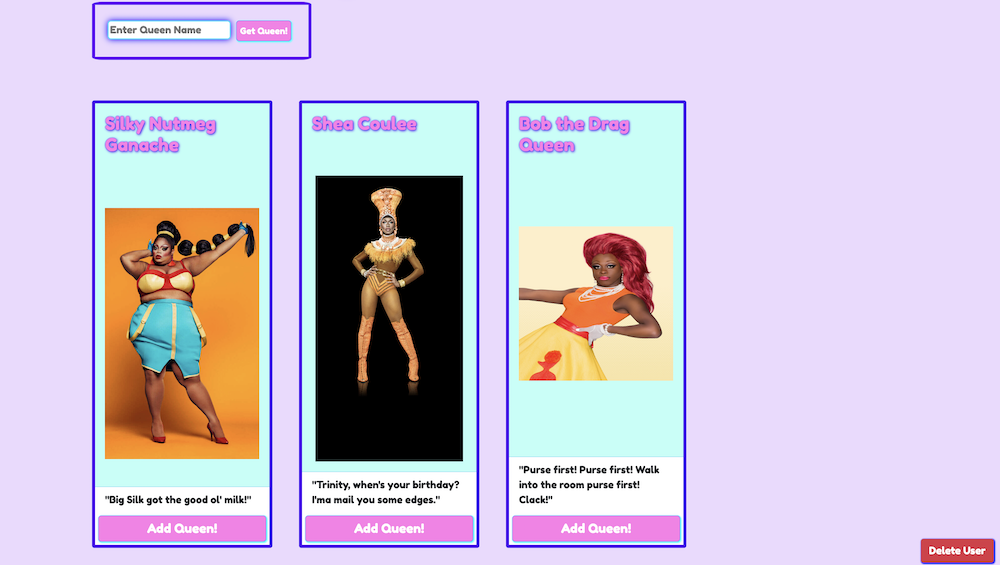 Enter Queen Name
Get Queen!
Silky Nutmeg
Ganache
"Big Silk got the good ol' milk!"
Add Queen!
Shea Coulee
"Trinity, when's your birthday?
I'ma mail you some edges."
Add Queen!
Bob the Drag
Queen
"Purse first! Purse first! Walk
into the room purse first!
Clack!"
Add Queen!
Delete User